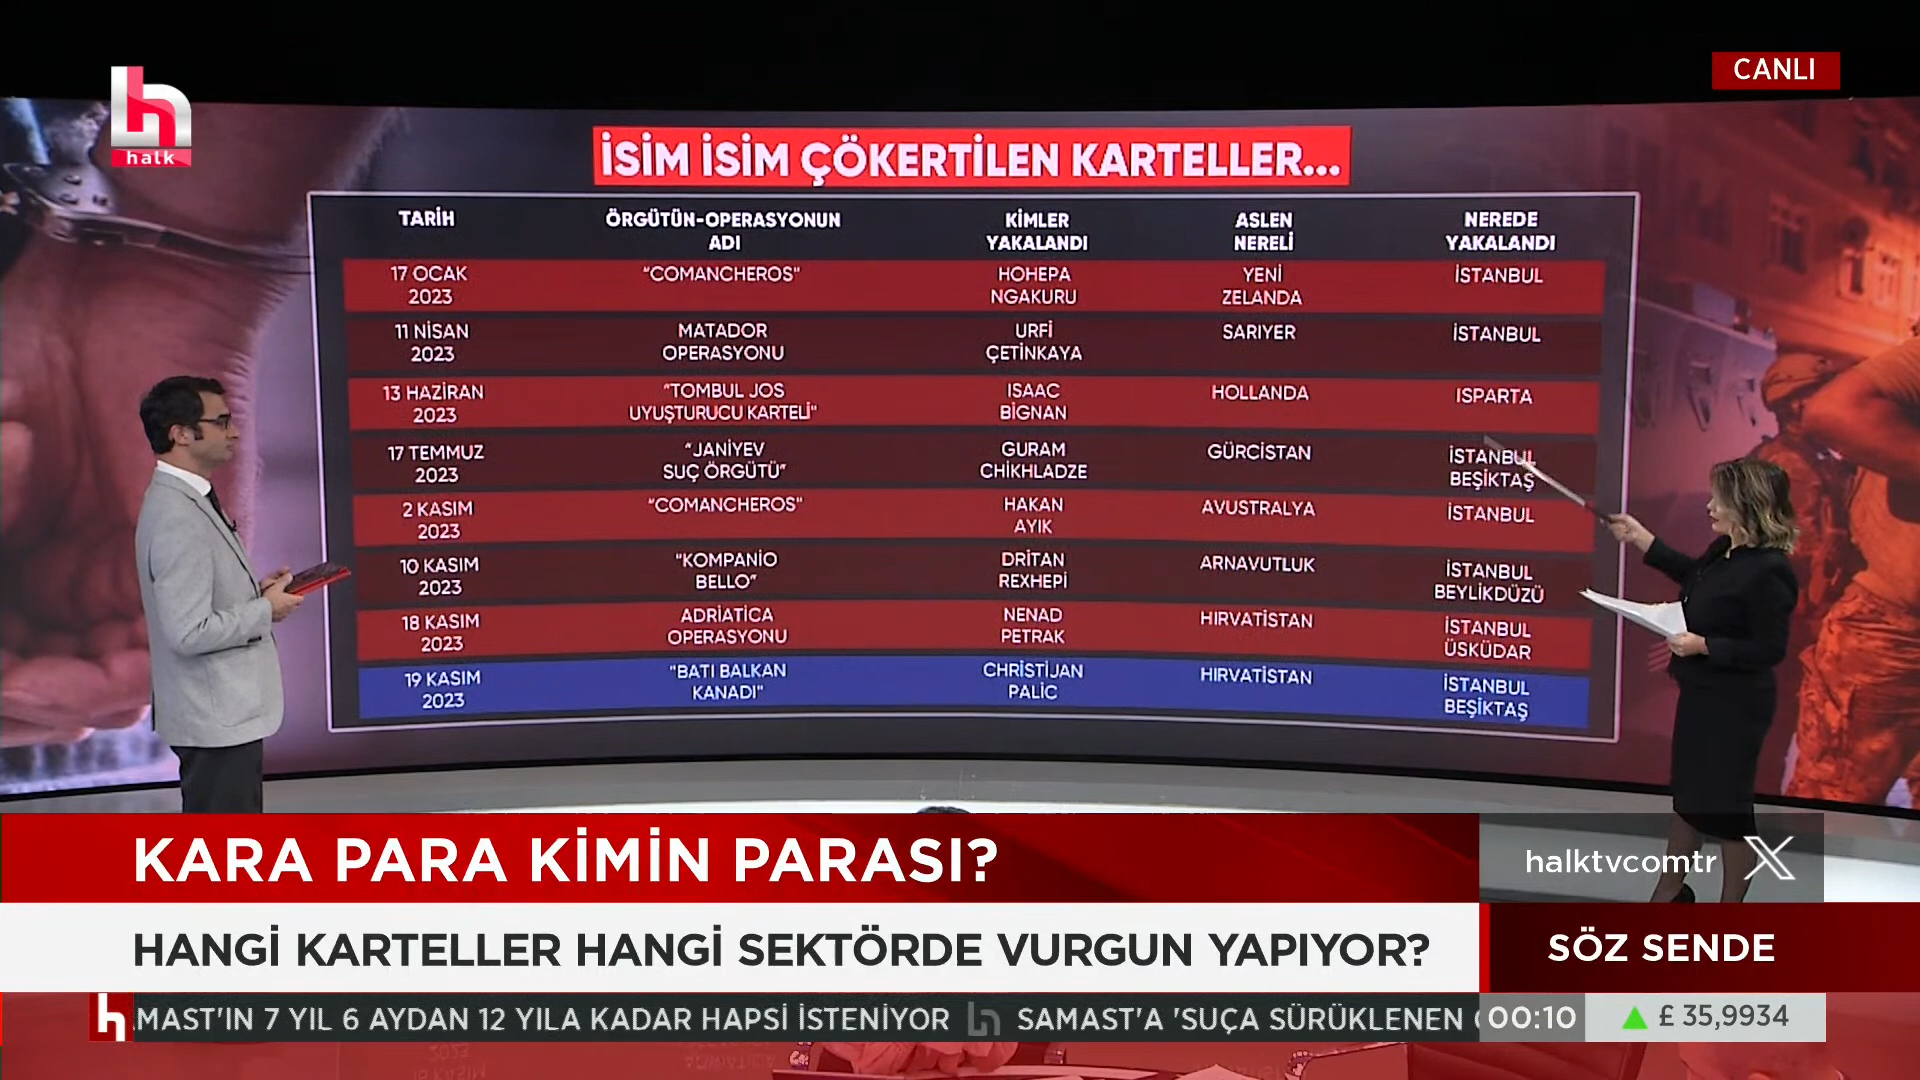 halk
CANLI
İSİM İSİM ÇÖKERTİLEN KARTELLER...
TARİH
ÖRGÜTÜN-OPERASYONUN
ADI
KİMLER
YAKALANDI
ASLEN
NERELİ
NEREDE
YAKALANDI
17 OCAK
2023
"COMANCHEROS"
HOHEPA
NGAKURU
YENİ
ZELANDA
İSTANBUL
11 NİSAN
2023
MATADOR
OPERASYONU
URFİ
ÇETİNKAYA
SARIYER
İSTANBUL
13 HAZİRAN
2023
"TOMBUL JOS
UYUŞTURUCU KARTELİ"
ISAAC
BİGNAN
HOLLANDA
ISPARTA
17 TEMMUZ
2023
"JANİYEV
SUÇ ÖRGÜTÜ"
GURAM
CHİKHLADZE
GÜRCİSTAN
İSTANBUL
BEŞİKTAŞ
2 KASIM
2023
"COMANCHEROS"
HAKAN
AYIK
AVUSTRALYA
İSTANBUL
10 KASIM
2023
"KOMPANİO
BELLO"
DRİTAN
REXHEPİ
ARNAVUTLUK
İSTANBUL
BEYLİKDÜZÜ
18 KASIM
2023
ADRİATİCA
OPERASYONU
NENAD
PETRAK
HIRVATİSTAN
İSTANBUL
ÜSKÜDAR
19 KASIM
2023
"BATI BALKAN
KANADI"
CHRİSTİJAN
PALİC
HIRVATİSTAN
İSTANBUL
BEŞİKTAŞ
KARA PARA KİMİN PARASI?
halktvcomtr
HANGİ KARTELLER HANGİ SEKTÖRDE VURGUN YAPIYOR?
SÖZ SENDE
MAST'IN 7 YIL 6 AYDAN 12 YILA KADAR HAPSİ İSTENİYOR
SAMAST'A 'SUÇA SÜRÜKLENEN
00:10
£ 35,9934